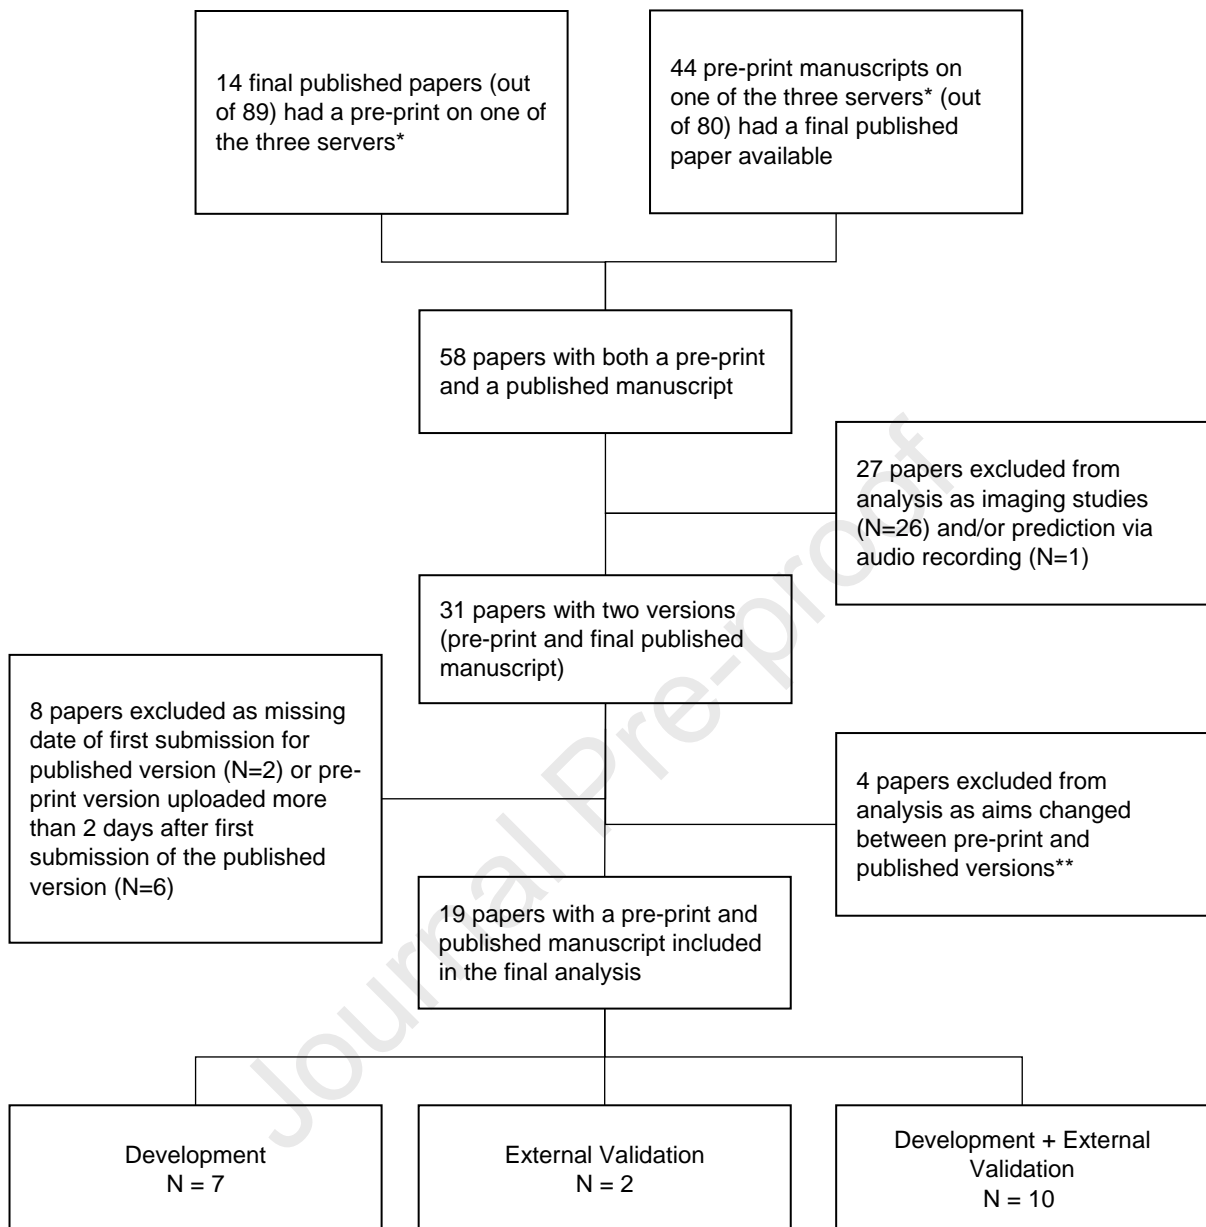 14 final published papers (out
of 89) had a pre-print on one of
the three servers*
44 pre-print manuscripts on
one of the three servers* (out
of 80) had a final published
paper available
58 papers with both a pre-print
and a published manuscript
27 papers excluded from
analysis as imaging studies
(N=26) and/or prediction via
audio recording (N=1)
31 papers with two versions
(pre-print and final published
manuscript)
8 papers excluded as missing
date of first submission for
published version (N=2) or pre-
print version uploaded more
than 2 days after first
submission of the published
version (N=6)
4 papers excluded from
analysis as aims changed
between pre-print and
published versions**
19 papers with a pre-print and
published manuscript included
in the final analysis
Development
N = 7
External Validation
N = 2
Development + External
Validation
N = 10
Journal Pre-proof